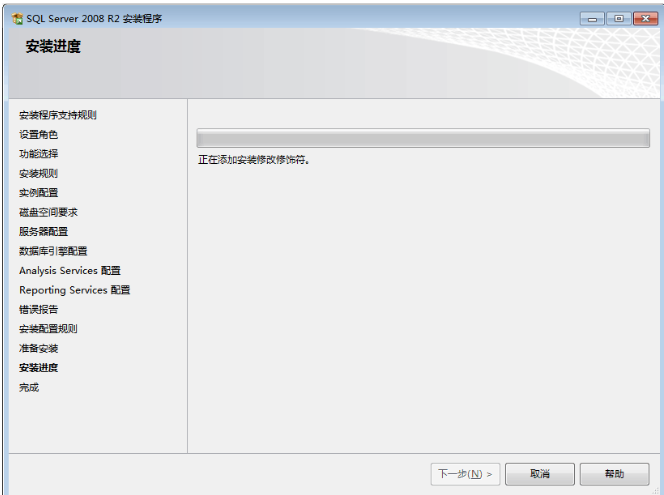 SQL Server 2008 R2 安装程序
安装进度
安装程序支持规则
设置角色
功能选择
安装规则
实例配置
磁盘空间要求
服务器配置
数据库引擎配置
Analysis Services 配置
Reporting Services 配置
错误报告
安装配置规则
准备安装
安装进度
完成
正在添加安装修改修饰符。
下一步(N) >
取消
帮助